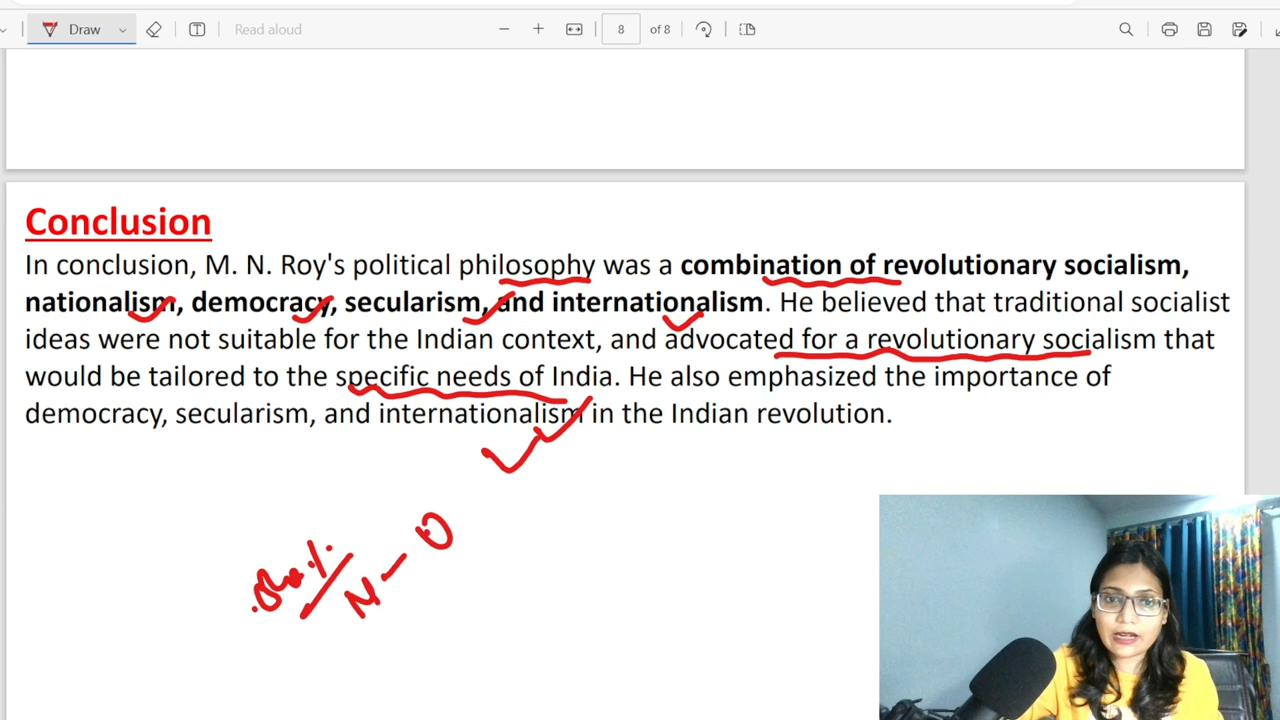 Draw
Read aloud
8 of 8
Conclusion
In conclusion, M. N. Roy's political philosophy was a combination of revolutionary socialism,
nationalism, democracy, secularism, and internationalism. He believed that traditional socialist
ideas were not suitable for the Indian context, and advocated for a revolutionary socialism that
would be tailored to the specific needs of India. He also emphasized the importance of
democracy, secularism, and internationalism in the Indian revolution.